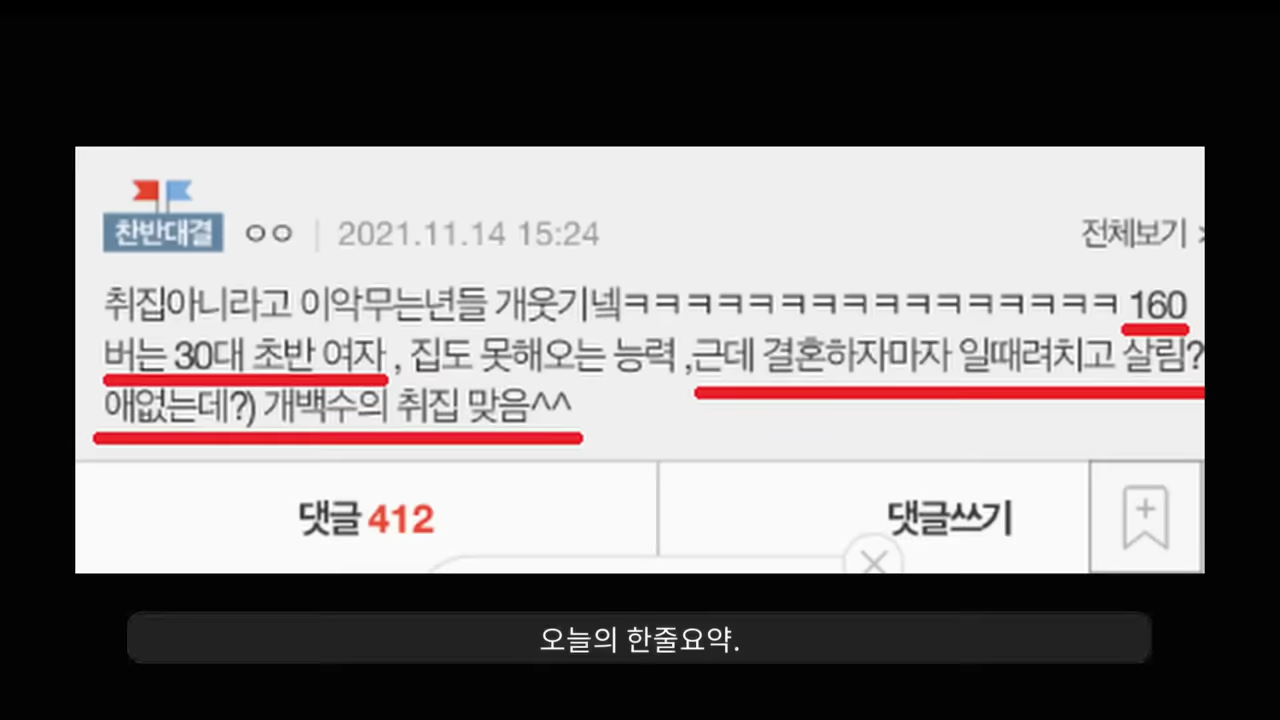 찬반대결 ㅇㅇ | 2021.11.14 15:24 전체보기 >
취집아니라고 이악무는년들 개웃기넼ㅋㅋㅋㅋㅋㅋㅋㅋㅋㅋㅋㅋㅋㅋㅋㅋ 160
버는 30대 초반 여자 , 집도 못해오는 능력 ,근데 결혼하자마자 일때려치고 살림?
애없는데?) 개백수의 취집 맞음^^
댓글 412 댓글쓰기
오늘의 한줄요약.